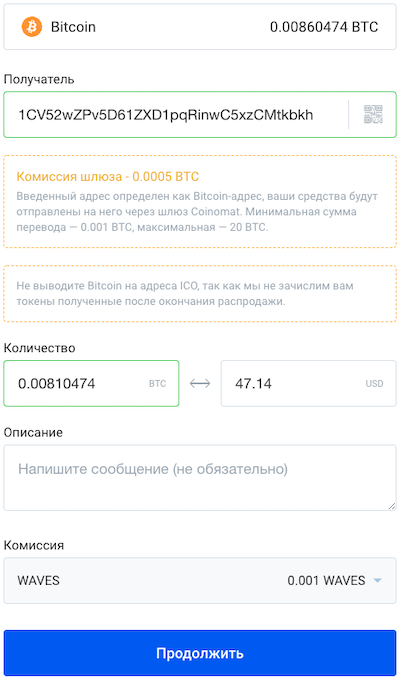 Bitcoin 0.00860474 BTC
Получатель
1CV52wZPv5D61ZXD1pqRinwC5xzCMtkbkh
Комиссия шлюза - 0.0005 BTC
Введенный адрес определен как Bitcoin-адрес, ваши средства будут
отправлены на него через шлюз Coinomat. Минимальная сумма
перевода — 0.001 BTC, максимальная — 20 BTC.
Не выводите Bitcoin на адреса ICO, так как мы не зачислим вам
токены полученные после окончания распродажи.
Количество
0.00810474 BTC 47.14 USD
Описание
Напишите сообщение (не обязательно)
Комиссия
WAVES 0.001 WAVES
Продолжить